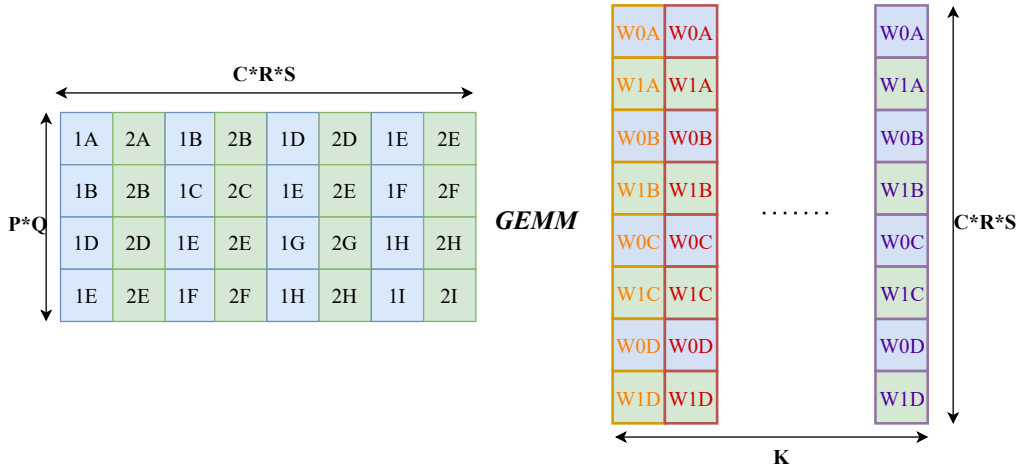 C*R*S
1A 2A 1B 2B 1D 2D 1E 2E
1B 2B 1C 2C 1E 2E 1F 2F
P*Q
1D 2D 1E 2E 1G 2G 1H 2H
1E 2E 1F 2F 1H 2H 1I 2I
GEMM
W0A W0A W0A
W1A W1A W1A
W0B W0B W0B
W1B W1B W1B
.......
W0C W0C W0C
W1C W1C W1C
W0D W0D W0D
W1D W1D W1D
C*R*S
K